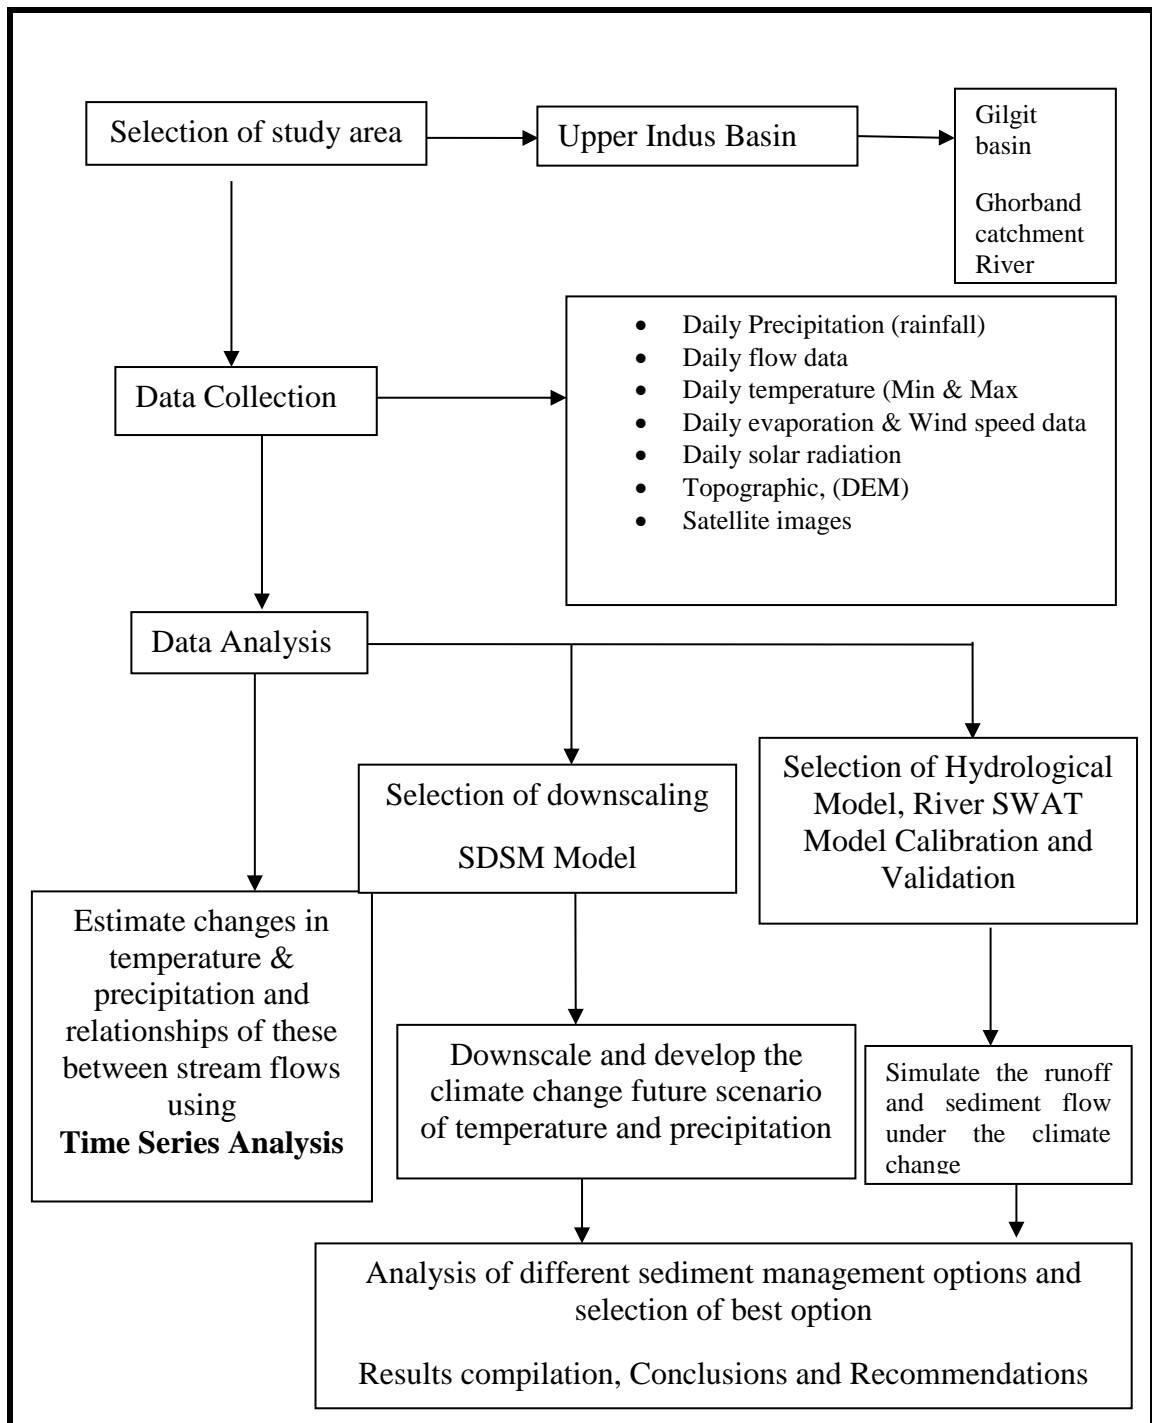 Selection of study area
Upper Indus Basin
Gilgit
basin
Ghorband
catchment
River
Data Collection
• Daily Precipitation (rainfall)
• Daily flow data
• Daily temperature (Min & Max
• Daily evaporation & Wind speed data
• Daily solar radiation
• Topographic, (DEM)
• Satellite images
Data Analysis
Selection of downscaling
SDSM Model
Selection of Hydrological
Model, River SWAT
Model Calibration and
Validation
Estimate changes in
temperature &
precipitation and
relationships of these
between stream flows
using
Time Series Analysis
Downscale and develop the
climate change future scenario
of temperature and precipitation
Simulate the runoff
and sediment flow
under the climate
change
Analysis of different sediment management options and
selection of best option
Results compilation, Conclusions and Recommendations